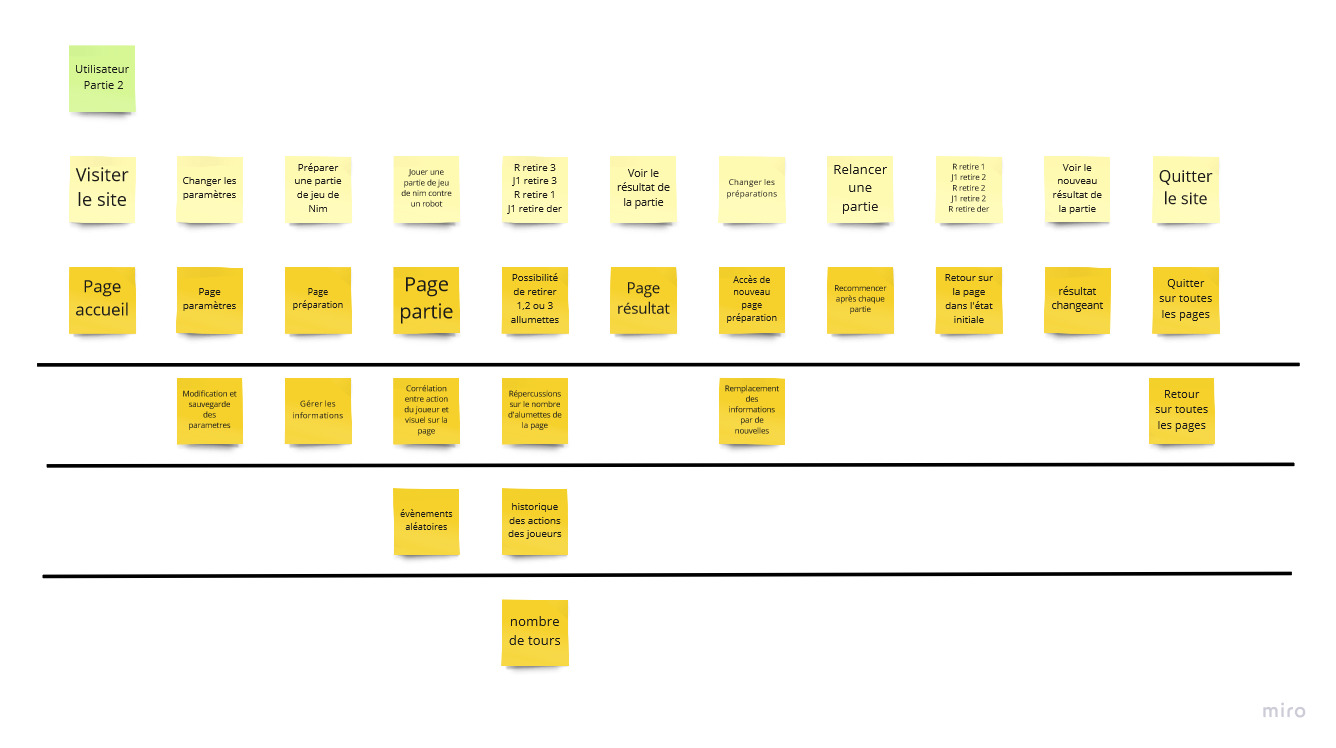 Utilisateur
Partie 2
Visiter
le site
Changer les
paramètres
Préparer
une partie
de jeu de
Nim
Jouer une
partie de jeu
de nim contre
un robot
R retire 3
J1 retire 3
R retire 1
J1 retire der
Voir le
résultat de
la partie
Changer les
préparations
Relancer
une
partie
R retire 1
J1 retire 2
R retire 2
J1 retire 2
R retire der
Voir le
nouveau
résultat de
la partie
Quitter
le site
Page
accueil
Page
paramètres
Page
préparation
Page
partie
Possibilité
de retirer
1,2 ou 3
allumettes
Page
résultat
Accès de
nouveau
page
préparation
Recommencer
après chaque
partie
Retour sur
la page
dans l'état
initiale
résultat
changeant
Quitter
sur toutes
les pages
Modification et
sauvegarde
des
parametres
Gérer les
informations
Corrélation
entre action
du joueur et
visuel sur la
page
Répercussions
sur le nombre
d'alumettes de
la page
Remplacement
des
informations
par de
nouvelles
Retour
sur toutes
les pages
évènements
aléatoires
historique
des actions
des joueurs
nombre
de tours
miro